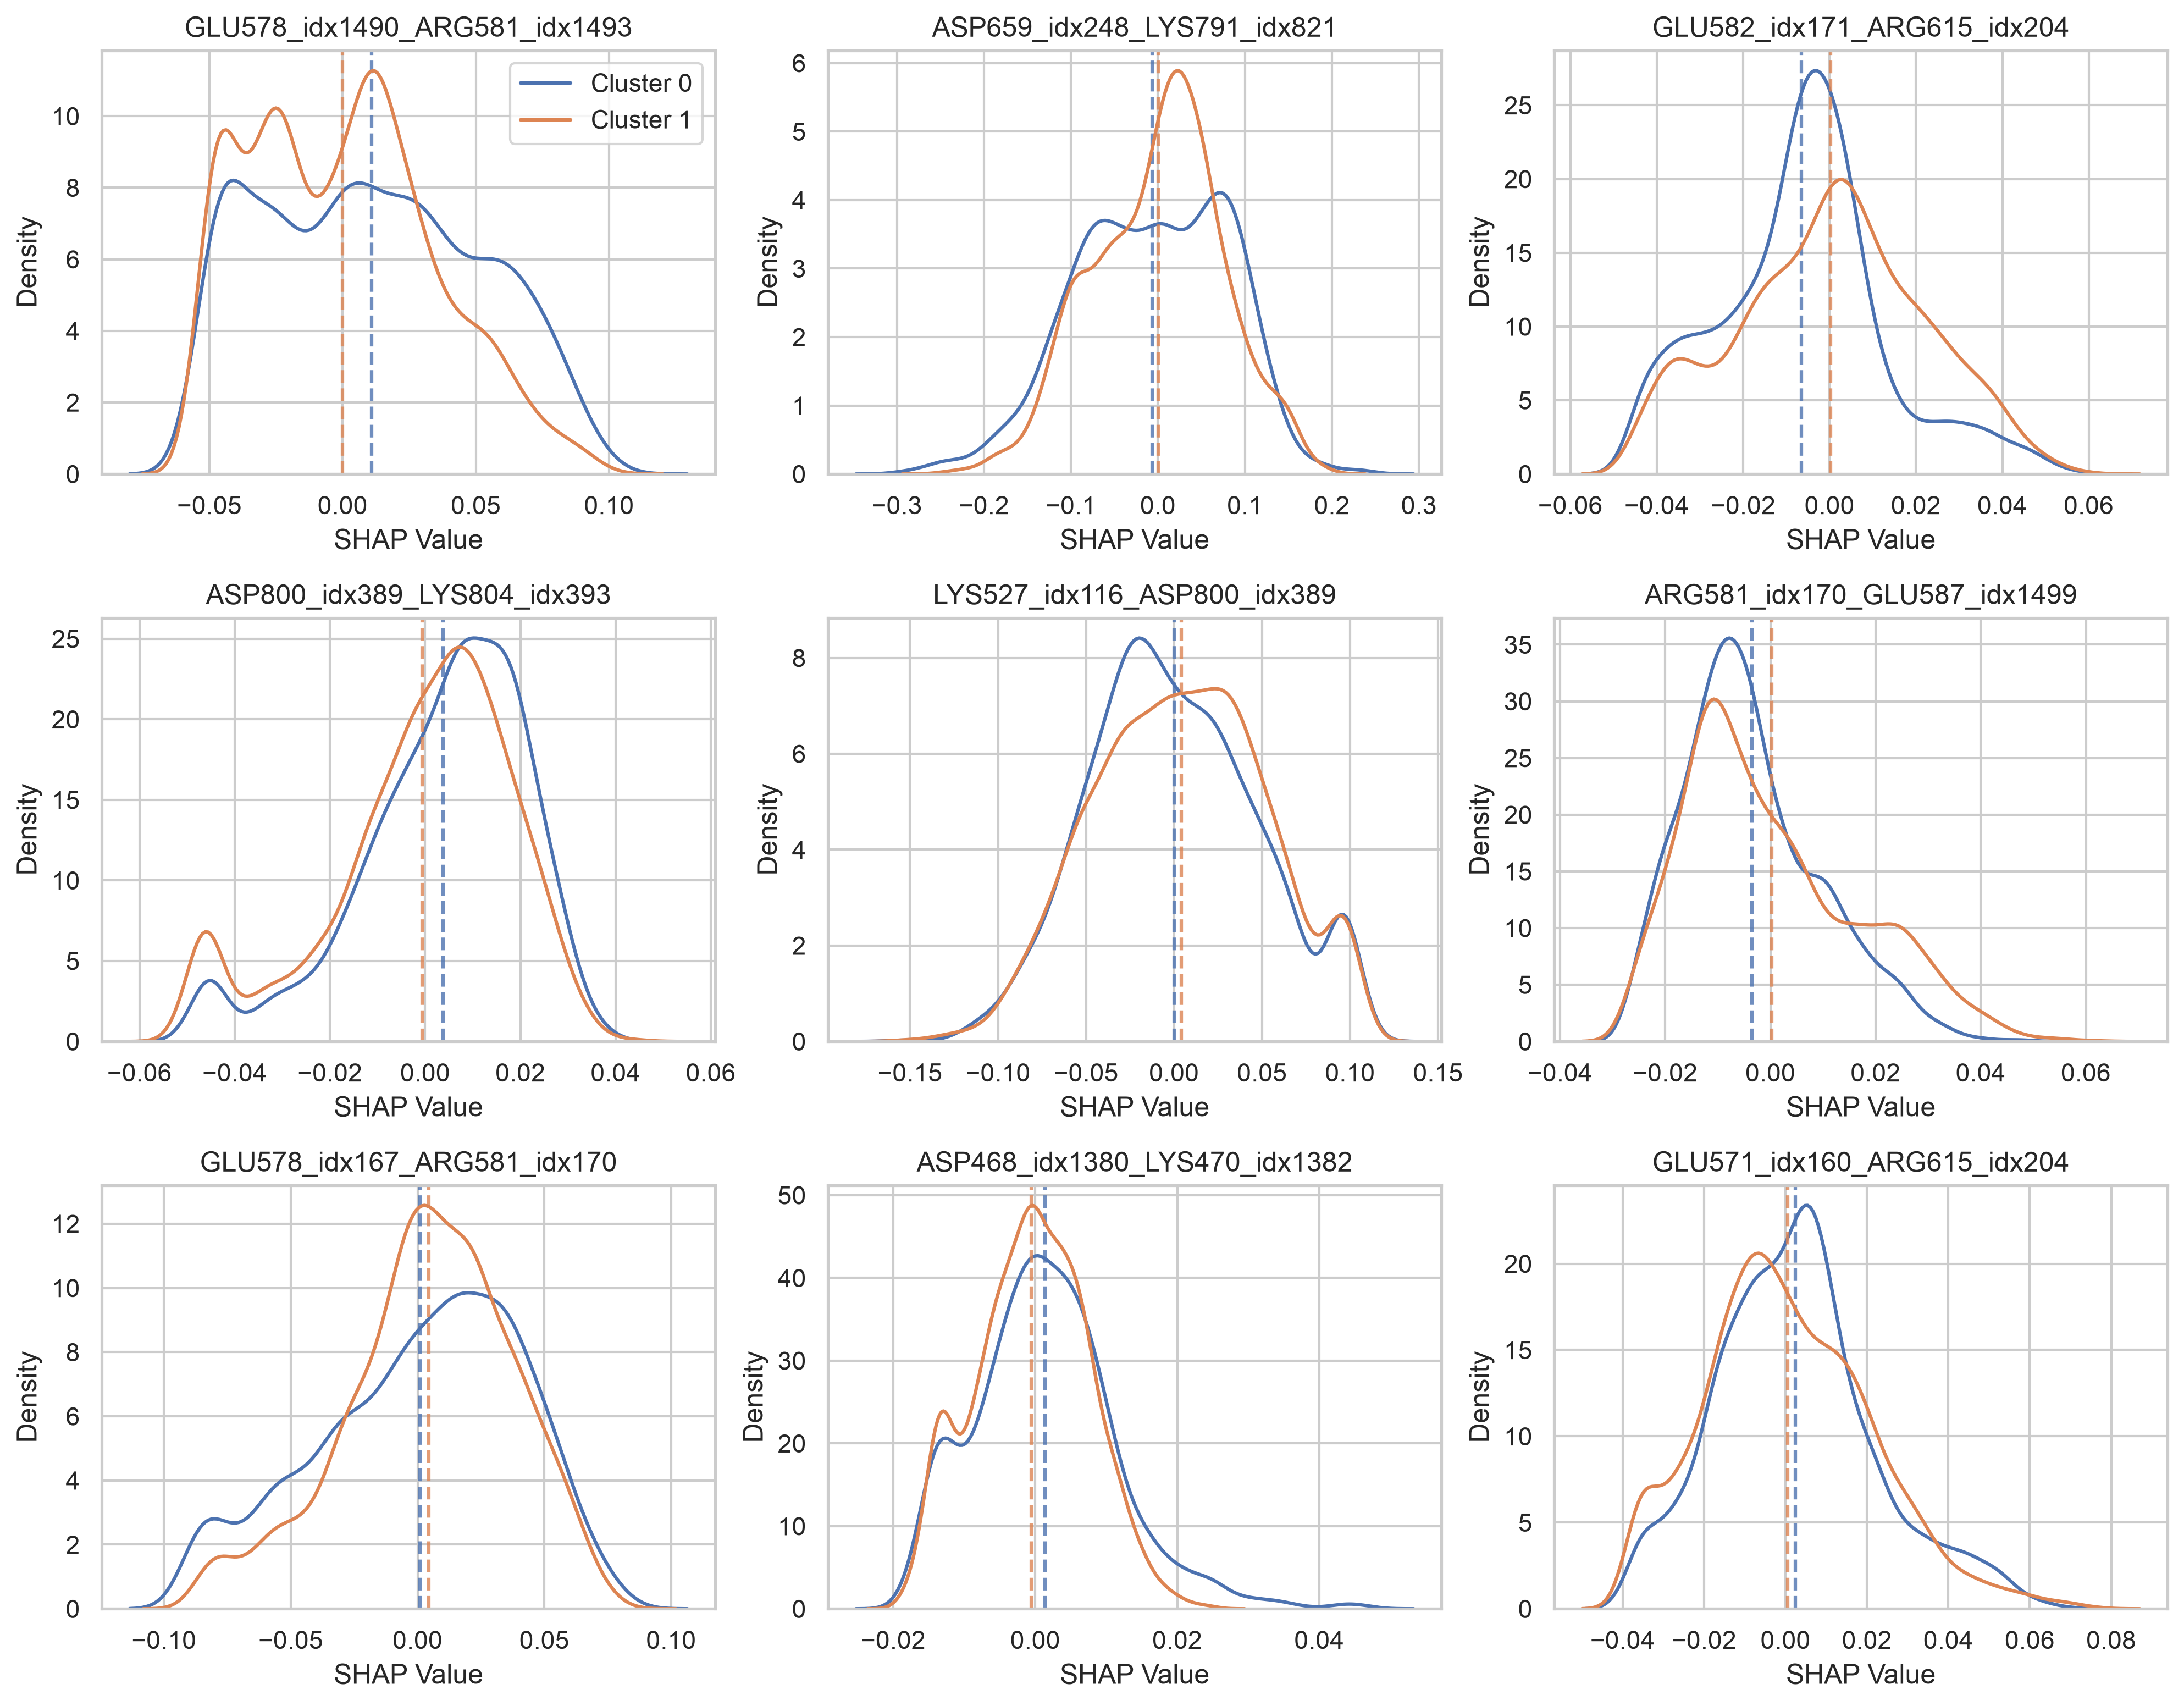 GLU578_idx1490_ARG581_idx1493
Cluster 0
Cluster 1
Density
10
8
6
4
2
0
−0.05 0.00 0.05 0.10
SHAP Value
ASP659_idx248_LYS791_idx821
Density
6
5
4
3
2
1
0
−0.3 −0.2 −0.1 0.0 0.1 0.2 0.3
SHAP Value
GLU582_idx171_ARG615_idx204
Density
25
20
15
10
5
0
−0.06 −0.04 −0.02 0.00 0.02 0.04 0.06
SHAP Value
ASP800_idx389_LYS804_idx393
Density
25
20
15
10
5
0
−0.06 −0.04 −0.02 0.00 0.02 0.04 0.06
SHAP Value
LYS527_idx116_ASP800_idx389
Density
8
6
4
2
0
−0.15 −0.10 −0.05 0.00 0.05 0.10 0.15
SHAP Value
ARG581_idx170_GLU587_idx1499
Density
35
30
25
20
15
10
5
0
−0.04 −0.02 0.00 0.02 0.04 0.06
SHAP Value
GLU578_idx167_ARG581_idx170
Density
12
10
8
6
4
2
0
−0.10 −0.05 0.00 0.05 0.10
SHAP Value
ASP468_idx1380_LYS470_idx1382
Density
50
40
30
20
10
0
−0.02 0.00 0.02 0.04
SHAP Value
GLU571_idx160_ARG615_idx204
Density
20
15
10
5
0
−0.04 −0.02 0.00 0.02 0.04 0.06 0.08
SHAP Value